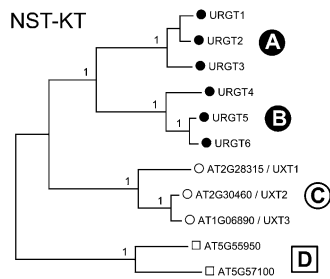 NST-KT
1
URGT1
1
URGT2
A
URGT3
1
1
URGT4
B
1
URGT5
URGT6
1
AT2G28315 / UXT1
1
AT2G30460 / UXT2
C
AT1G06890 / UXT3
1
AT5G55950
D
AT5G57100